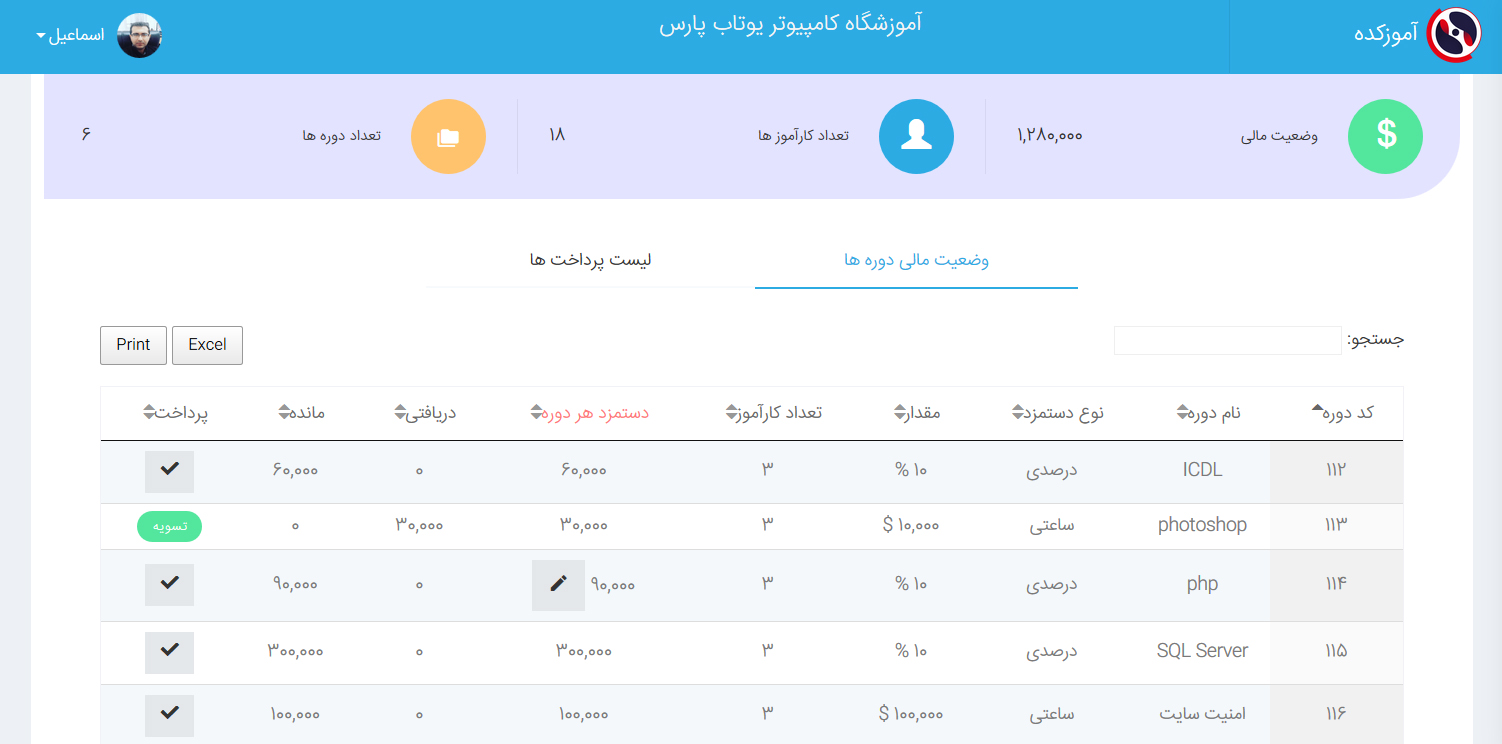 آموزکده
آموزشگاه کامپیوتر یوتاب پارس
اسماعیل
وضعیت مالی ۱,۲۸۰,۰۰۰ تعداد کارآموز ها ۱۸ تعداد دوره ها ۶
وضعیت مالی دوره ها لیست پرداخت ها
جستجو: Excel Print
کد دوره نام دوره نوع دستمزد مقدار تعداد کارآموز دستمزد هر دوره دریافتی مانده پرداخت
۱۱۲ ICDL درصدی ۱۰ % ۳ ۶۰,۰۰۰ ۰ ۶۰,۰۰۰
۱۱۳ photoshop ساعتی ۱۰,۰۰۰ $ ۳ ۳۰,۰۰۰ ۳۰,۰۰۰ ۰ تسویه
۱۱۴ php درصدی ۱۰ % ۳ ۹۰,۰۰۰ ۰ ۹۰,۰۰۰
۱۱۵ SQL Server درصدی ۱۰ % ۳ ۳۰۰,۰۰۰ ۰ ۳۰۰,۰۰۰
۱۱۶ امنیت سایت ساعتی ۱۰۰,۰۰۰ $ ۳ ۱۰۰,۰۰۰ ۰ ۱۰۰,۰۰۰